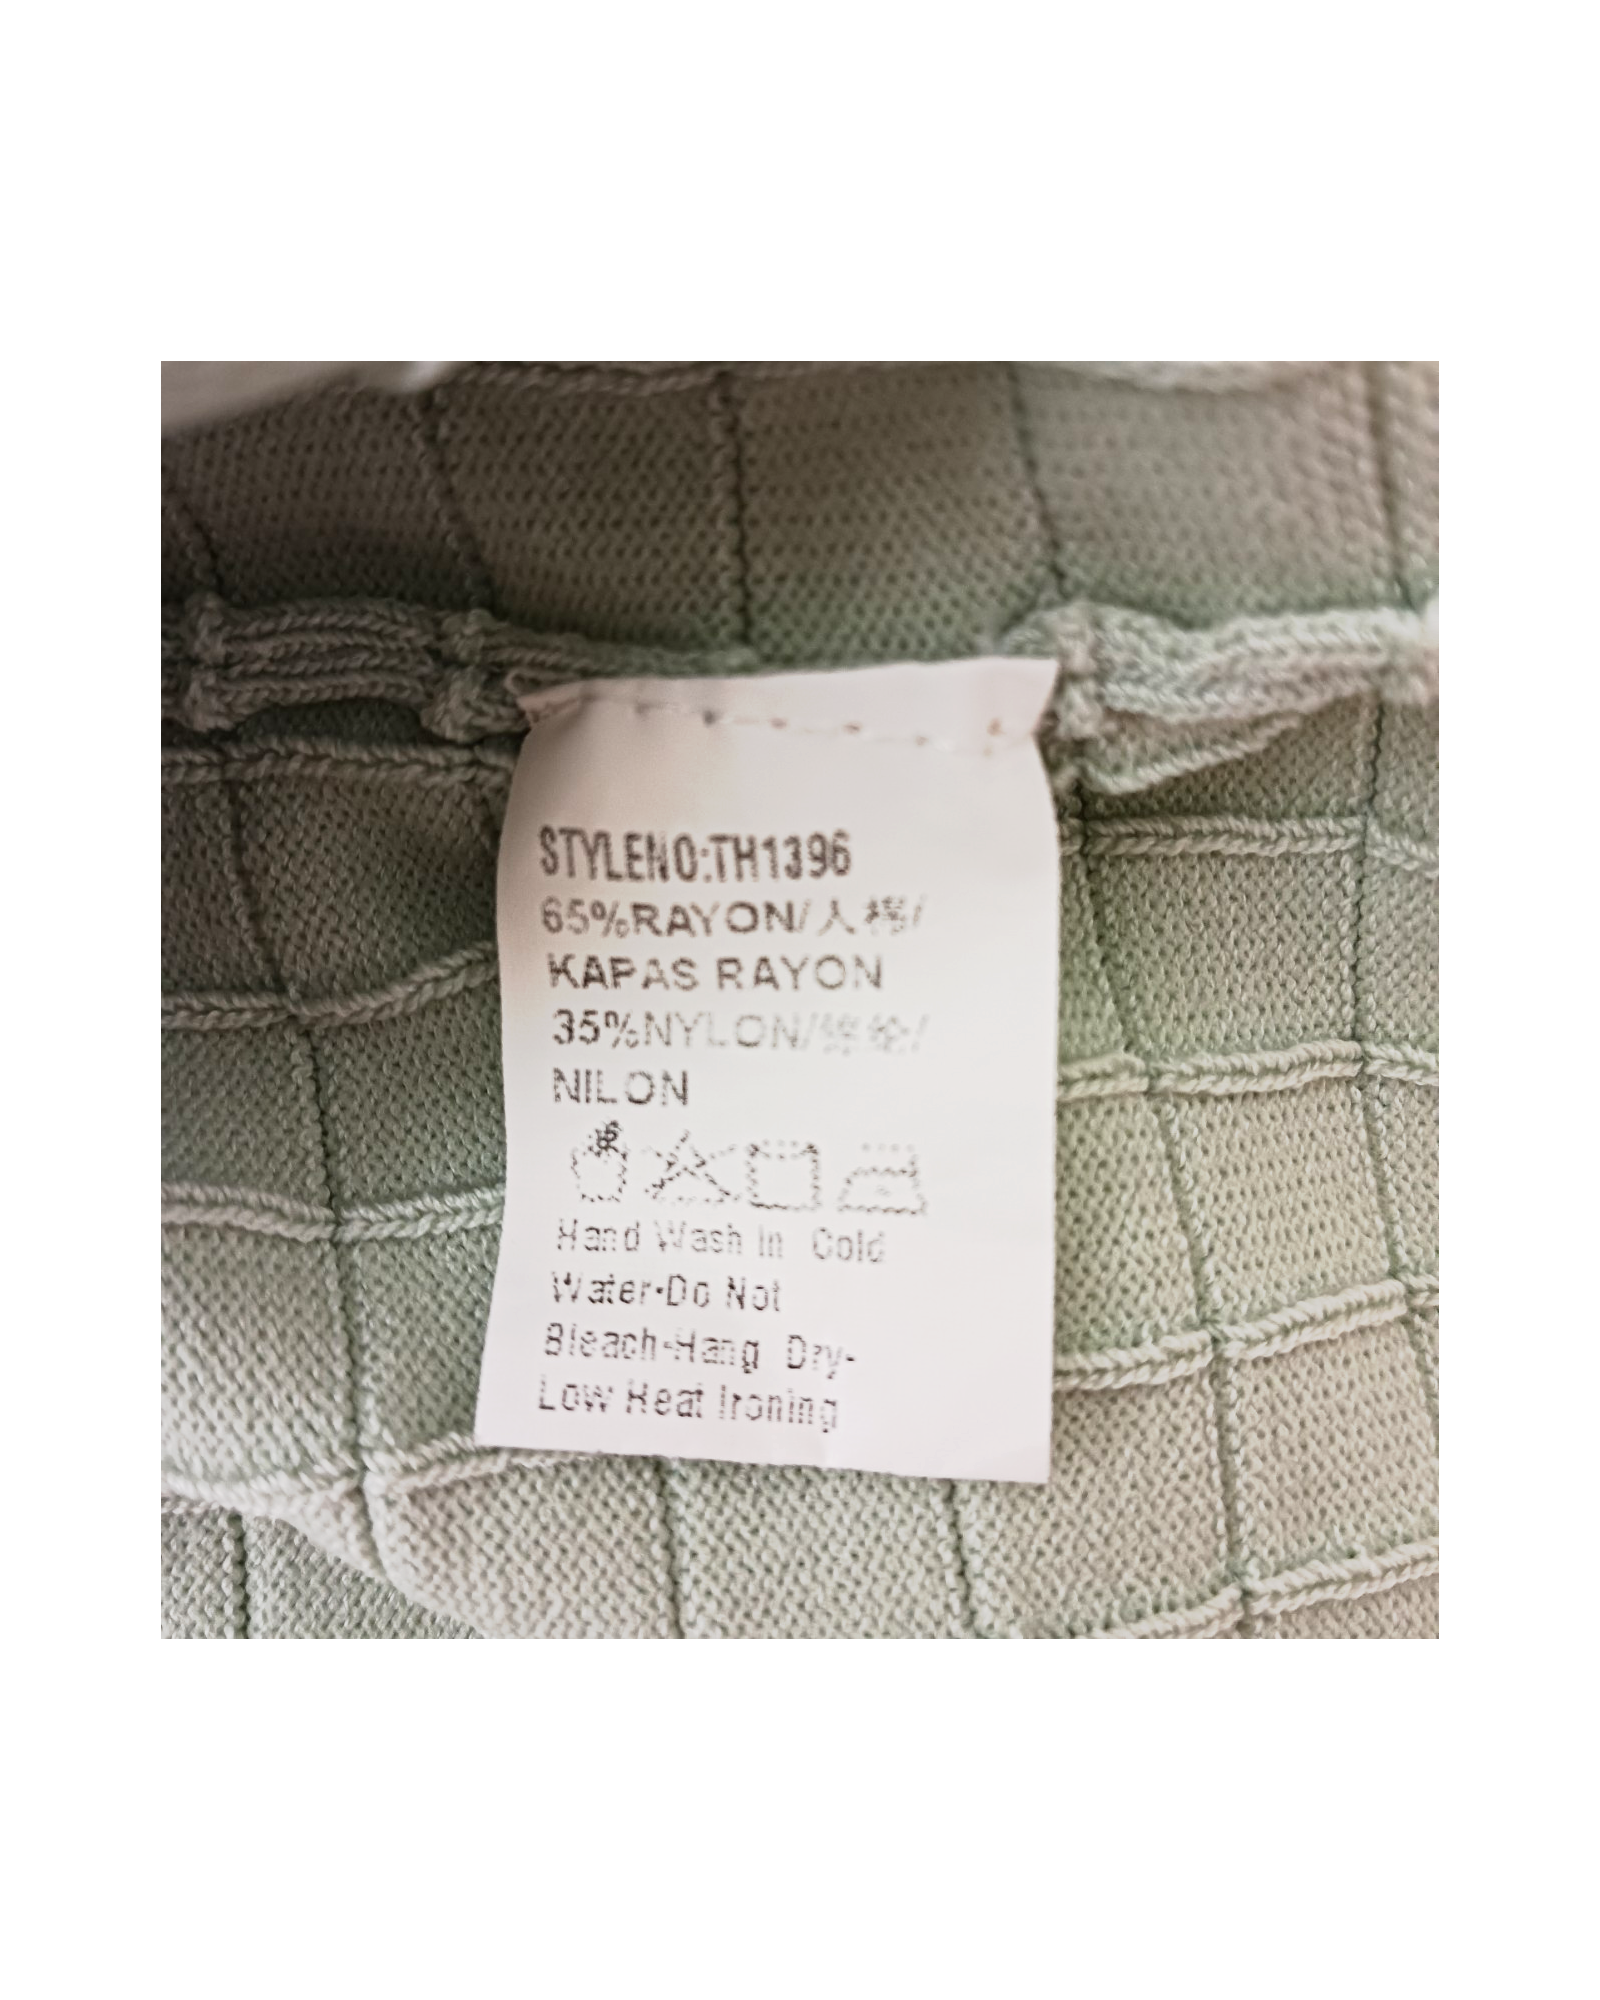 STYLENO:TH1396
65%RAYON/人棉/
KAPAS RAYON
35%NYLON/锦纶/
NILON
Hand Wash In Cold
Water-Do Not
Bleach-Hang Dry-
Low Heat Ironing